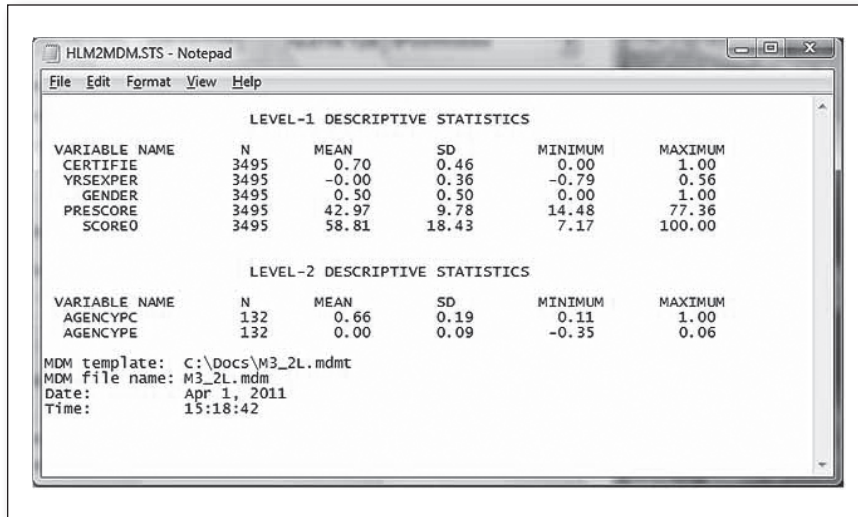 HLM2MDM.STS - Notepad
File Edit Format View Help
LEVEL-1 DESCRIPTIVE STATISTICS
VARIABLE NAME N MEAN SD MINIMUM MAXIMUM
CERTIFIE 3495 0.70 0.46 0.00 1.00
YRSEXPER 3495 -0.00 0.36 -0.79 0.56
GENDER 3495 0.50 0.50 0.00 1.00
PRESCORE 3495 42.97 9.78 14.48 77.36
SCORE0 3495 58.81 18.43 7.17 100.00
LEVEL-2 DESCRIPTIVE STATISTICS
VARIABLE NAME N MEAN SD MINIMUM MAXIMUM
AGENCYPC 132 0.66 0.19 0.11 1.00
AGENCYPE 132 0.00 0.09 -0.35 0.06
MDM template: C:\Docs\M3_2L.mdmt
MDM file name: M3_2L.mdm
Date: Apr 1, 2011
Time: 15:18:42